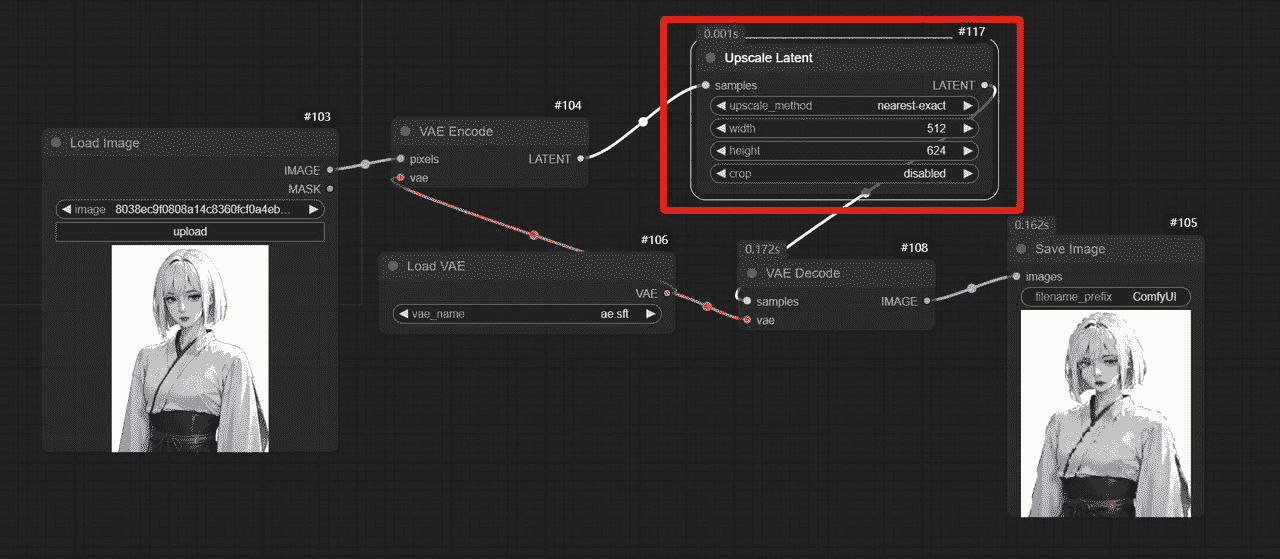 #103
Load Image
IMAGE
MASK
image 8038ec9f0808a14c8360fcf0a4eb...
upload
#104
VAE Encode
pixels LATENT
vae
#106
Load VAE
VAE
vae_name ae.sft
0.001s #117
Upscale Latent
samples LATENT
upscale_method nearest-exact
width 512
height 624
crop disabled
0.172s #108
VAE Decode
samples IMAGE
vae
0.162s #105
Save Image
images
filename_prefix ComfyUI